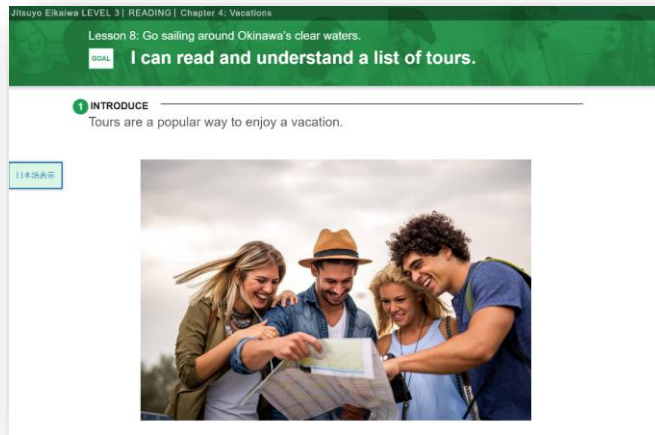 Jitsuyo Eikaiwa LEVEL 3 | READING | Chapter 4: Vacations
Lesson 8: Go sailing around Okinawa's clear waters.
GOAL I can read and understand a list of tours.
1 INTRODUCE
Tours are a popular way to enjoy a vacation.
日本語表示